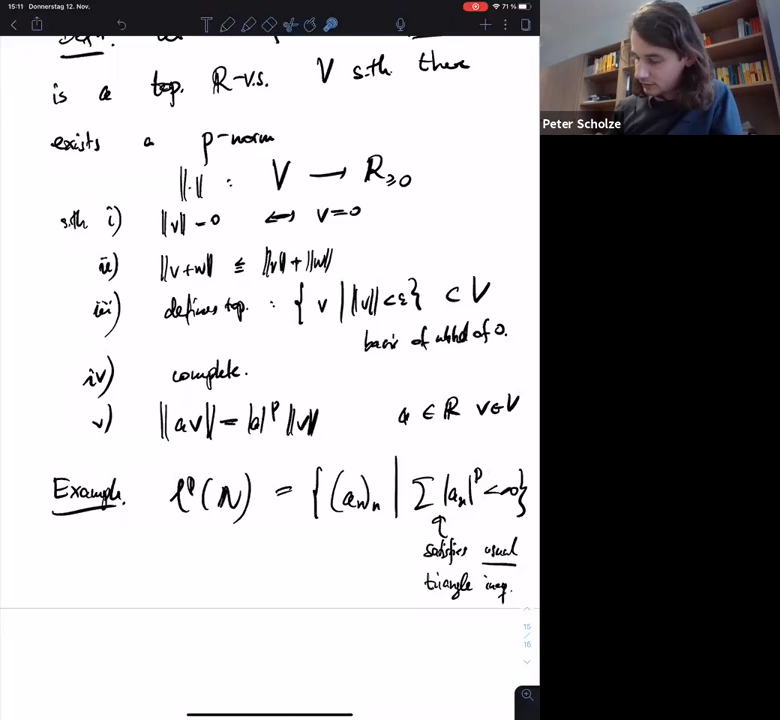 15:11 Donnerstag 12. Nov.
71 %
Defn.
is a top. R-v.s. V s.th. there
exists a p-norm
||·|| : V → R≥0
s.th i) ||v|| = 0 ↔ v=0
ii) ||v+w|| ≤ ||v||+||w||
iii) defines top. : { v | ||v||<ε} ⊂ V
basis of nbhd of 0.
iv) complete.
v) ||av|| = |a|^p ||v|| a ∈ R v∈V
Example. l^p(N) = { (a_n)_n | Σ |a_n|^p <∞}
satisfies usual
triangle ineq.
15
16
Peter Scholze